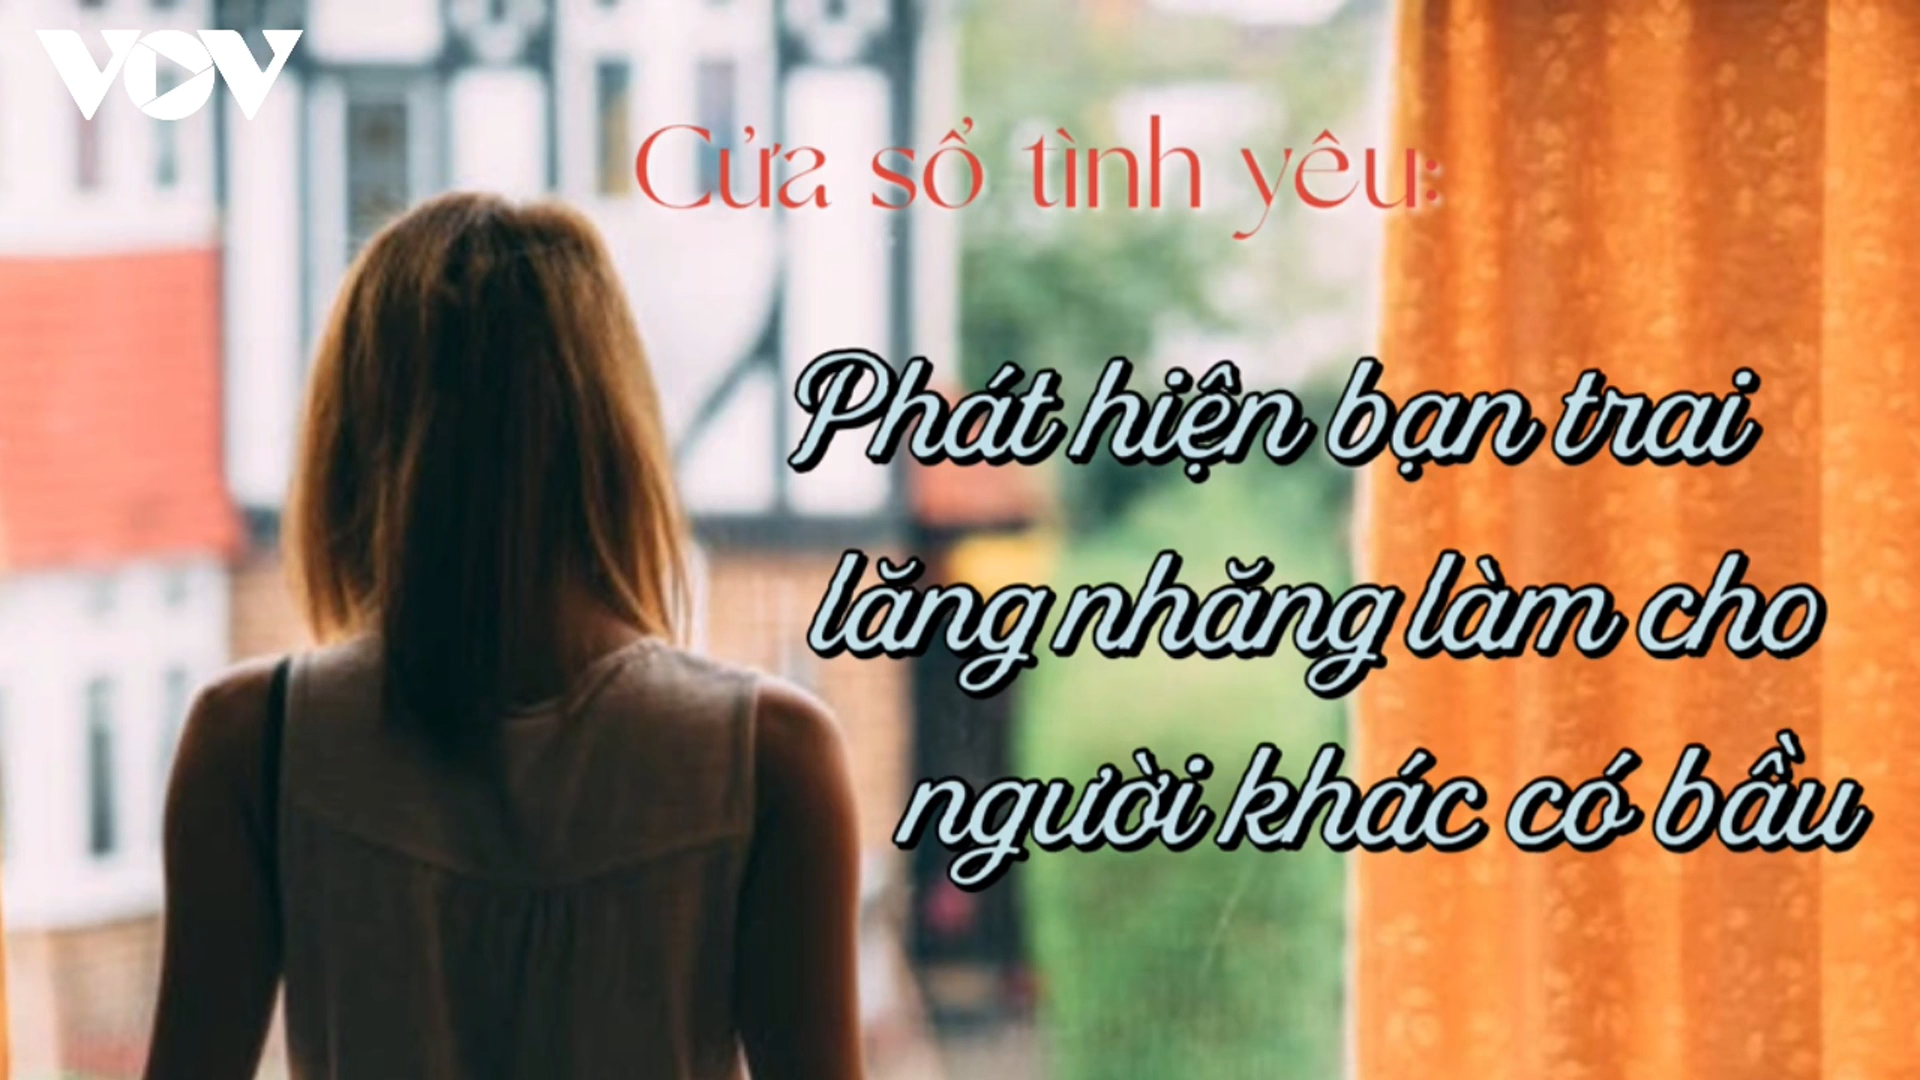 VOV
Cửa sổ tình yêu:
Phát hiện bạn trai
lăng nhăng làm cho
người khác có bầu